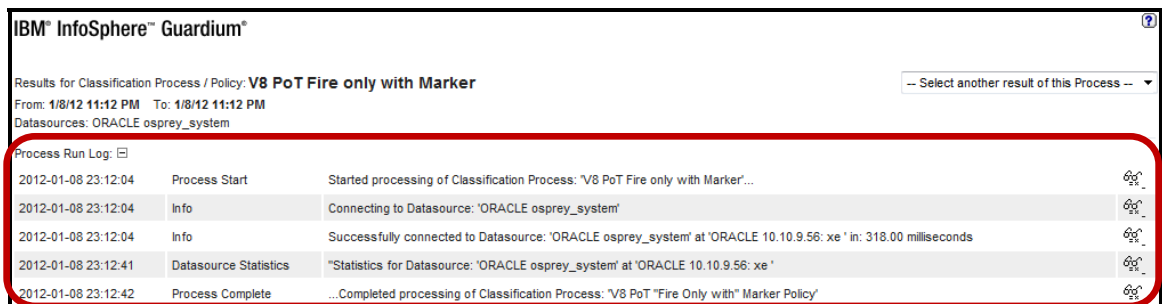 IBM® InfoSphere™ Guardium®
?
Results for Classification Process / Policy: V8 PoT Fire only with Marker
-- Select another result of this Process --
From: 1/8/12 11:12 PM To: 1/8/12 11:12 PM
Datasources: ORACLE osprey_system
Process Run Log:
2012-01-08 23:12:04 Process Start Started processing of Classification Process: 'V8 PoT Fire only with Marker'...
2012-01-08 23:12:04 Info Connecting to Datasource: 'ORACLE osprey_system'
2012-01-08 23:12:04 Info Successfully connected to Datasource: 'ORACLE osprey_system' at 'ORACLE 10.10.9.56: xe ' in: 318.00 milliseconds
2012-01-08 23:12:41 Datasource Statistics "Statistics for Datasource: 'ORACLE osprey_system' at 'ORACLE 10.10.9.56: xe '
2012-01-08 23:12:42 Process Complete ...Completed processing of Classification Process: 'V8 PoT "Fire Only with" Marker Policy'